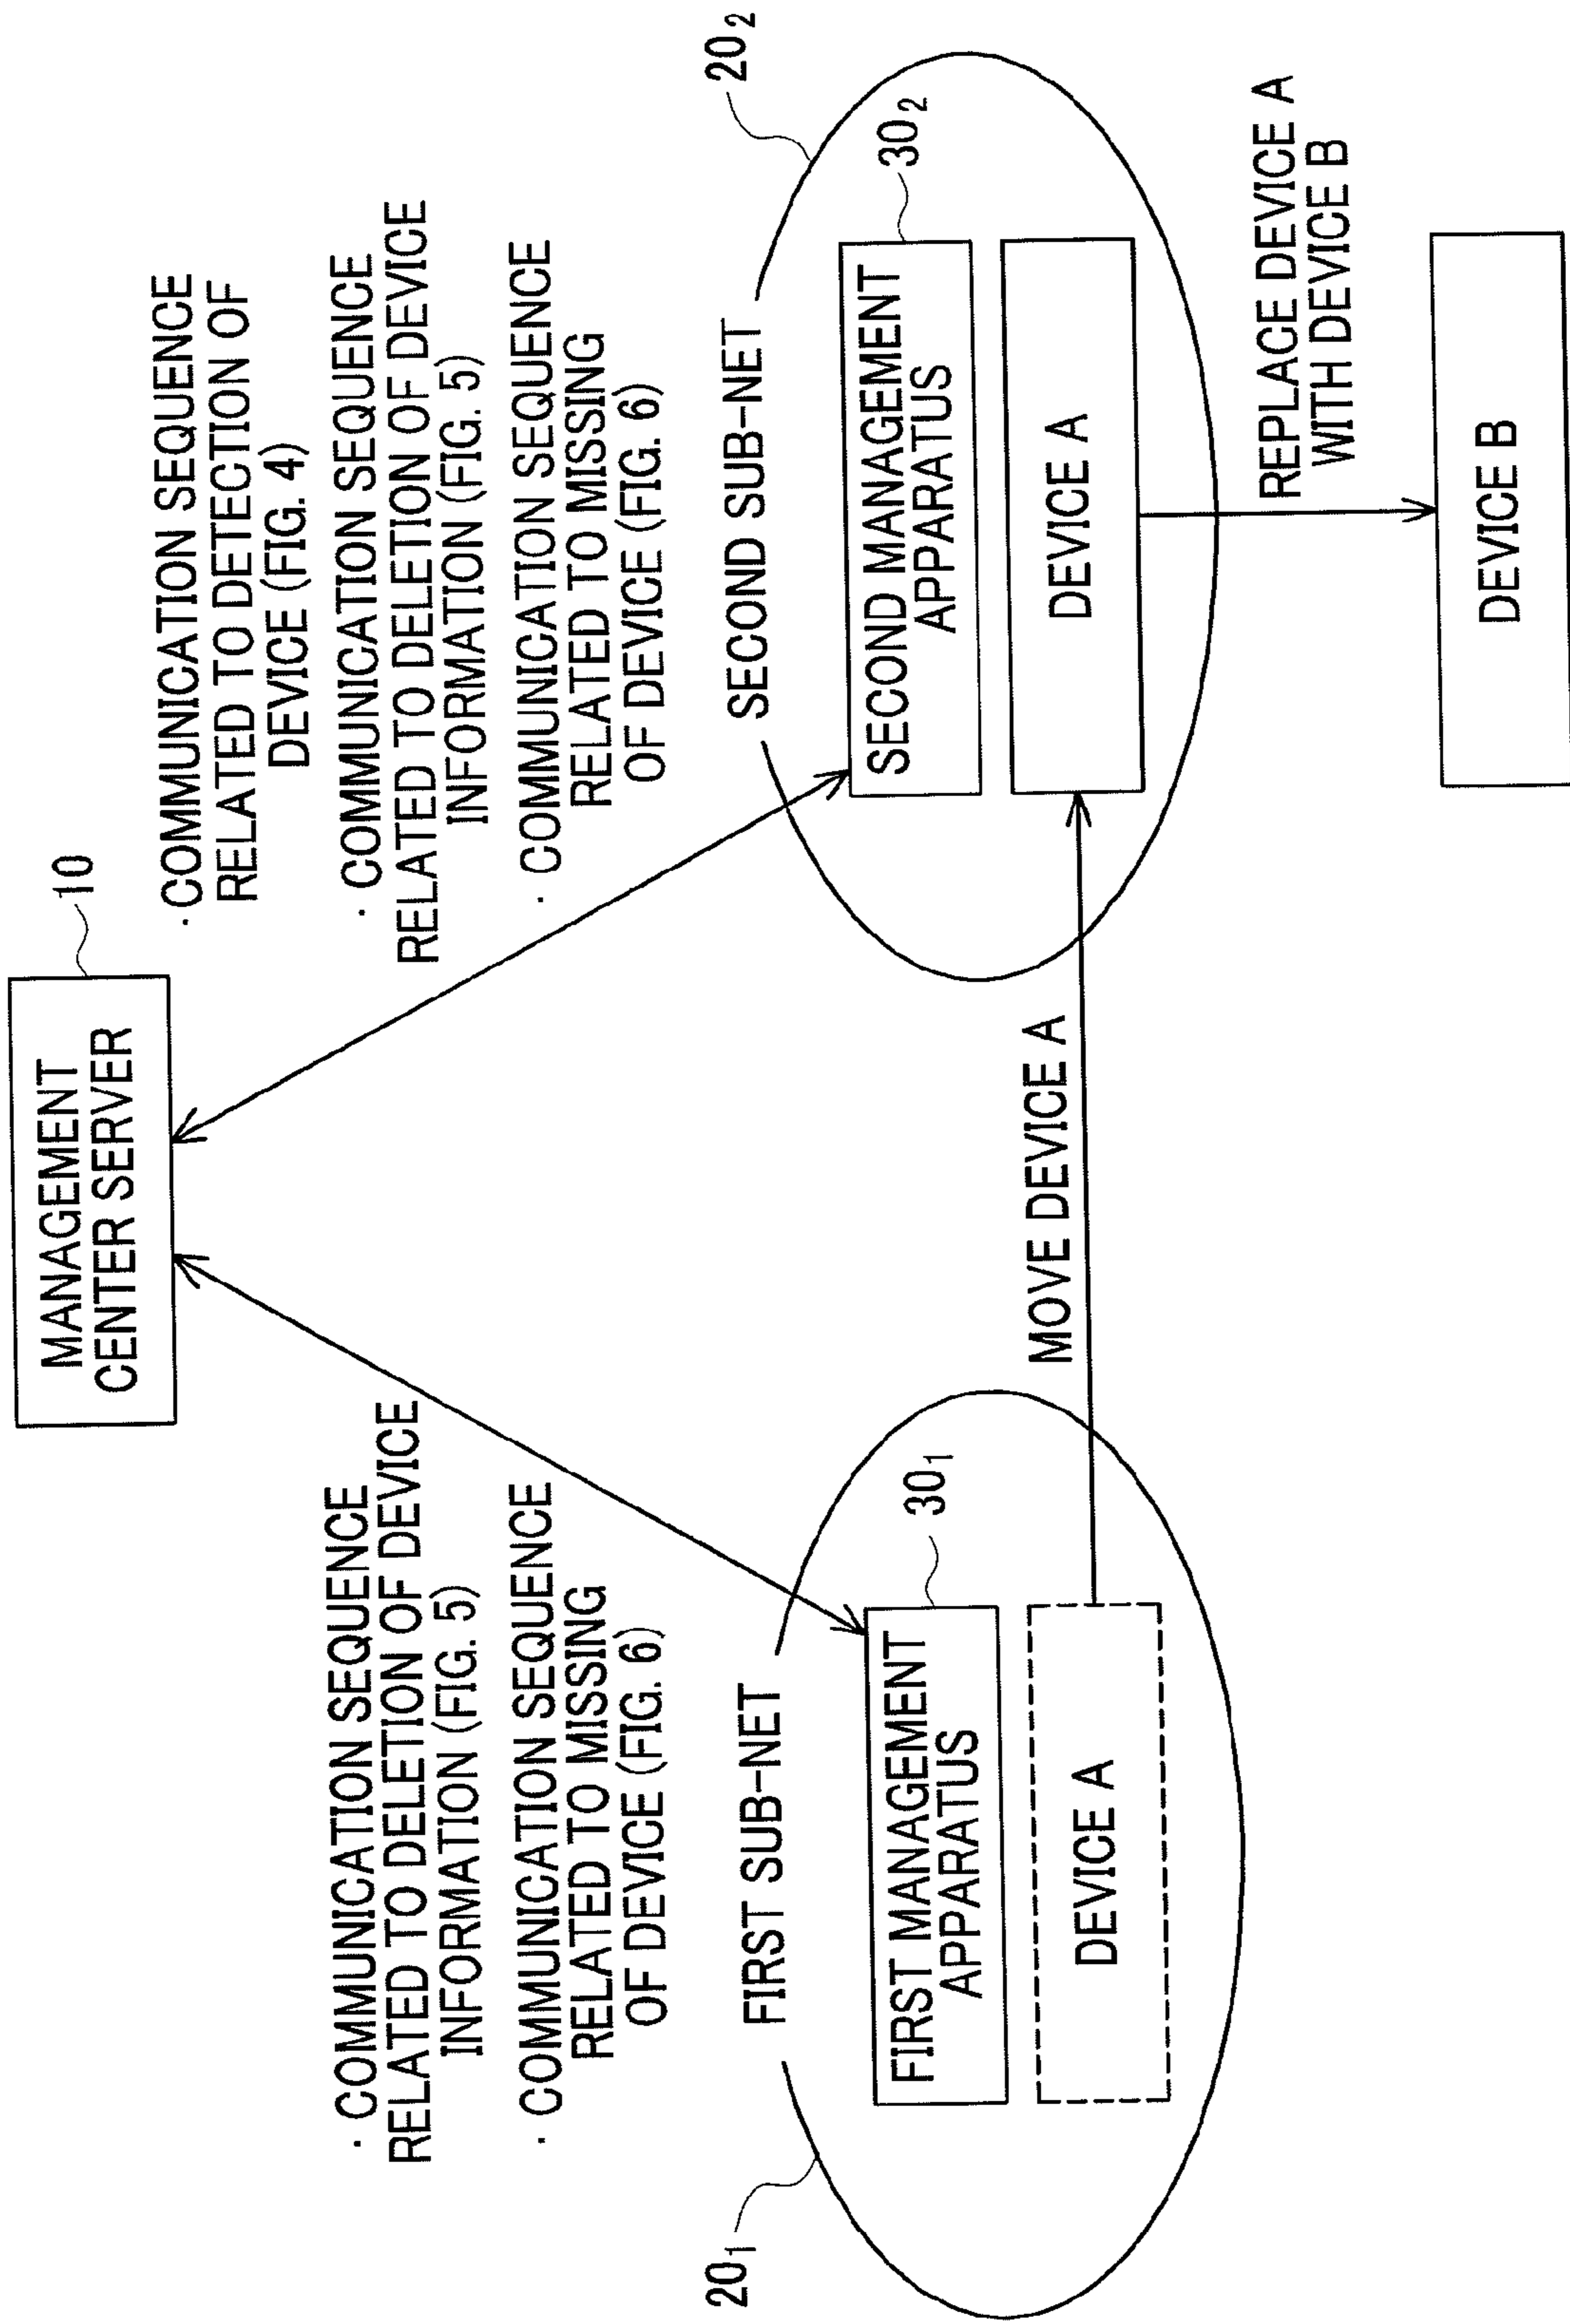 MANAGEMENT
CENTER SERVER
10
· COMMUNICATION SEQUENCE
RELATED TO DETECTION OF
DEVICE (FIG. 4)
· COMMUNICATION SEQUENCE
RELATED TO DELETION OF DEVICE
INFORMATION (FIG. 5)
· COMMUNICATION SEQUENCE
RELATED TO MISSING
OF DEVICE (FIG. 6)
· COMMUNICATION SEQUENCE
RELATED TO DELETION OF DEVICE
INFORMATION (FIG. 5)
· COMMUNICATION SEQUENCE
RELATED TO MISSING
OF DEVICE (FIG. 6)
20₁
FIRST SUB-NET
FIRST MANAGEMENT
APPARATUS
30₁
DEVICE A
MOVE DEVICE A
SECOND SUB-NET
20₂
SECOND MANAGEMENT
APPARATUS
30₂
DEVICE A
REPLACE DEVICE A
WITH DEVICE B
DEVICE B